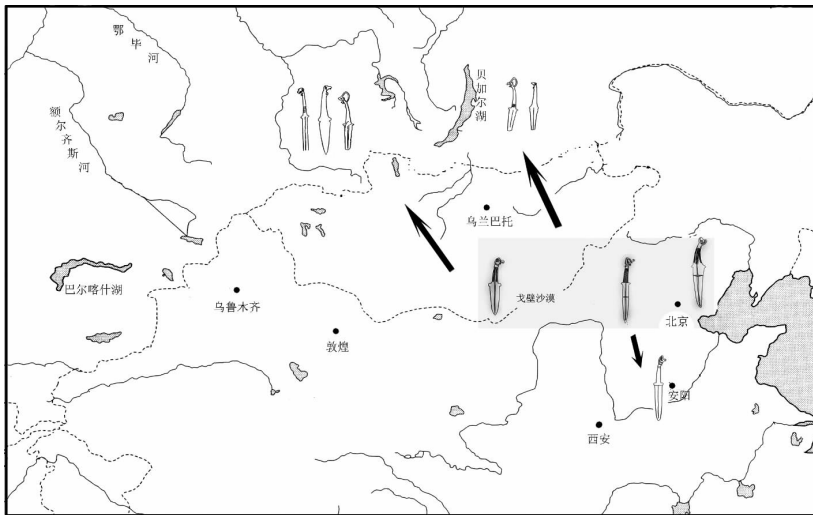 鄂毕河
额尔齐斯河
贝加尔湖
乌兰巴托
巴尔喀什湖
乌鲁木齐
戈壁沙漠
北京
敦煌
安阳
西安